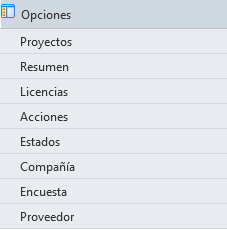 Opciones
Proyectos
Resumen
Licencias
Acciones
Estados
Compañía
Encuesta
Proveedor